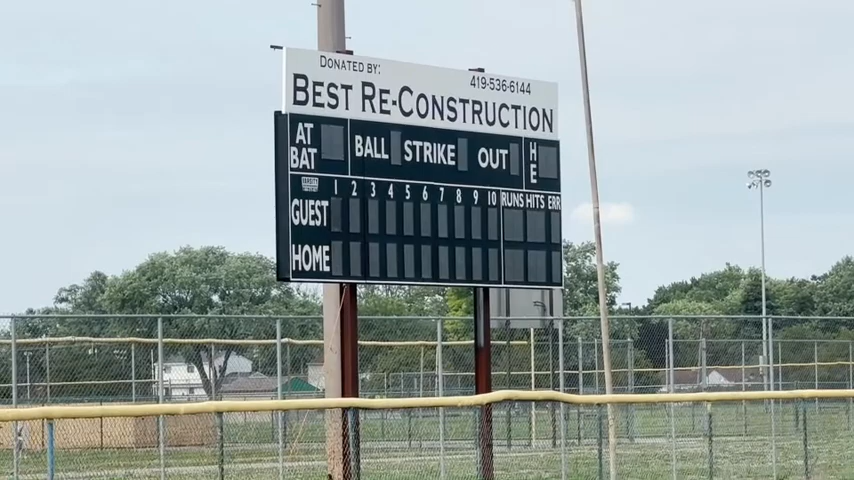 DONATED BY:
419-536-6144
BEST RE-CONSTRUCTION
AT BAT BALL STRIKE OUT H E
1 2 3 4 5 6 7 8 9 10 RUNS HITS ERR
GUEST
HOME